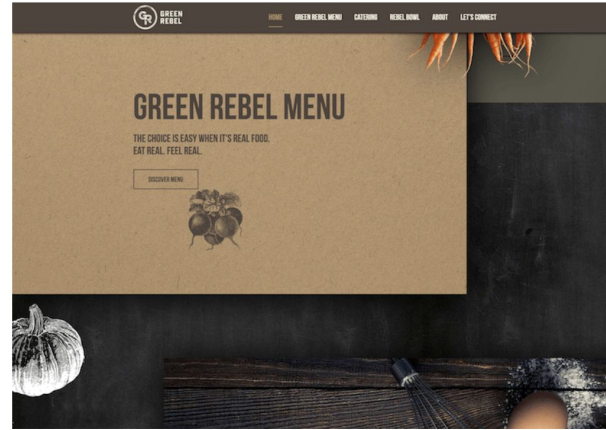 GR GREEN
REBEL
HOME GREEN REBEL MENU CATERING REBEL BOWL ABOUT LET'S CONNECT
GREEN REBEL MENU
THE CHOICE IS EASY WHEN IT'S REAL FOOD.
EAT REAL. FEEL REAL.
DISCOVER MENU